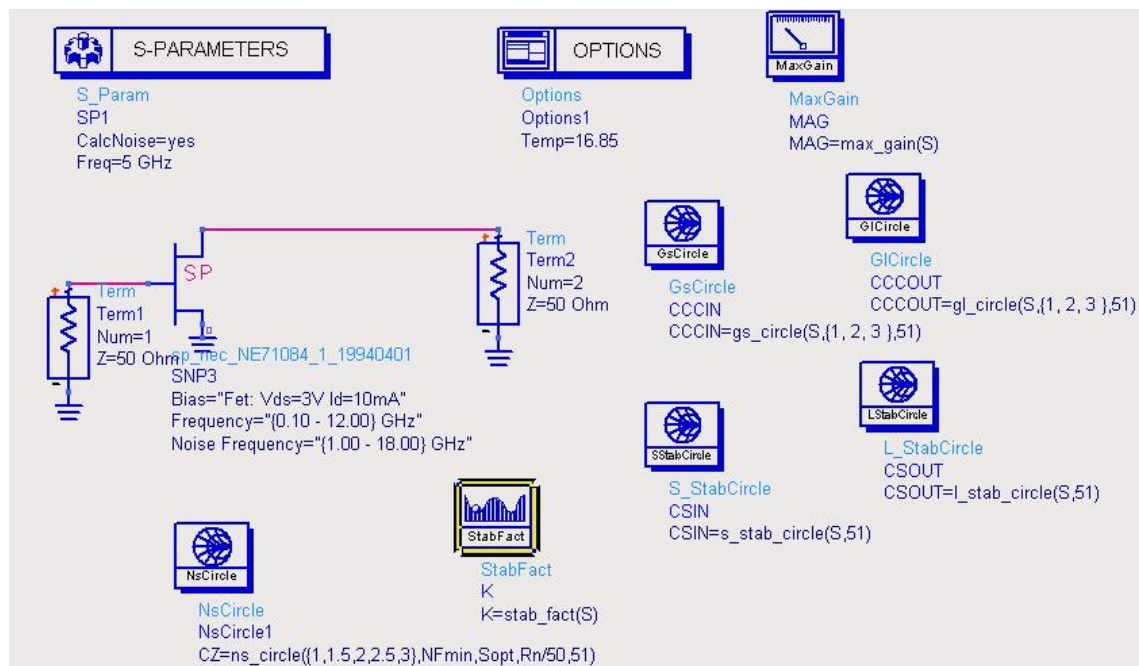 S-PARAMETERS
S_Param
SP1
CalcNoise=yes
Freq=5 GHz
OPTIONS
Options
Options1
Temp=16.85
MaxGain
MaxGain
MAG
MAG=max_gain(S)
Term
Term1
Num=1
Z=50 Ohm
SP
sp_nec_NE71084_1_19940401
SNP3
Bias="Fet: Vds=3V Id=10mA"
Frequency="{0.10 - 12.00} GHz"
Noise Frequency="{1.00 - 18.00} GHz"
Term
Term2
Num=2
Z=50 Ohm
GsCircle
GsCircle
CCCIN
CCCIN=gs_circle(S,{1, 2, 3 },51)
GlCircle
GlCircle
CCCOUT
CCCOUT=gl_circle(S,{1, 2, 3 },51)
SStabCircle
S_StabCircle
CSIN
CSIN=s_stab_circle(S,51)
LStabCircle
L_StabCircle
CSOUT
CSOUT=l_stab_circle(S,51)
StabFact
StabFact
K
K=stab_fact(S)
NsCircle
NsCircle
NsCircle1
CZ=ns_circle({1,1.5,2,2.5,3},NFmin,Sopt,Rn/50,51)